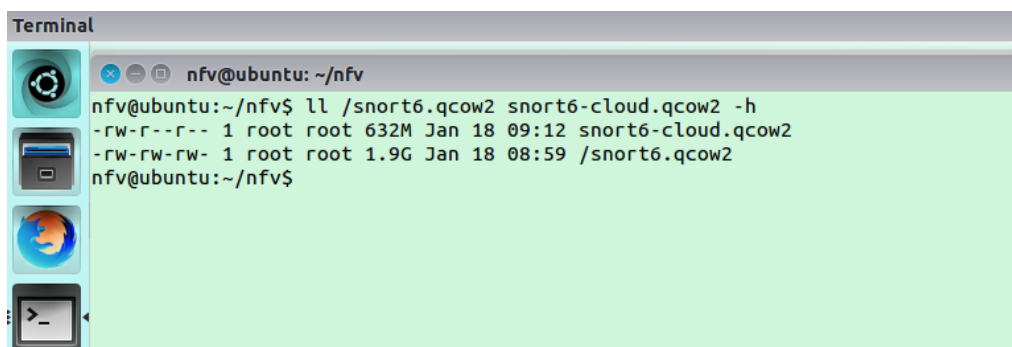 Terminal
nfv@ubuntu: ~/nfv
nfv@ubuntu:~/nfv$ ll /snort6.qcow2 snort6-cloud.qcow2 -h
-rw-r--r-- 1 root root 632M Jan 18 09:12 snort6-cloud.qcow2
-rw-rw-rw- 1 root root 1.9G Jan 18 08:59 /snort6.qcow2
nfv@ubuntu:~/nfv$
>_